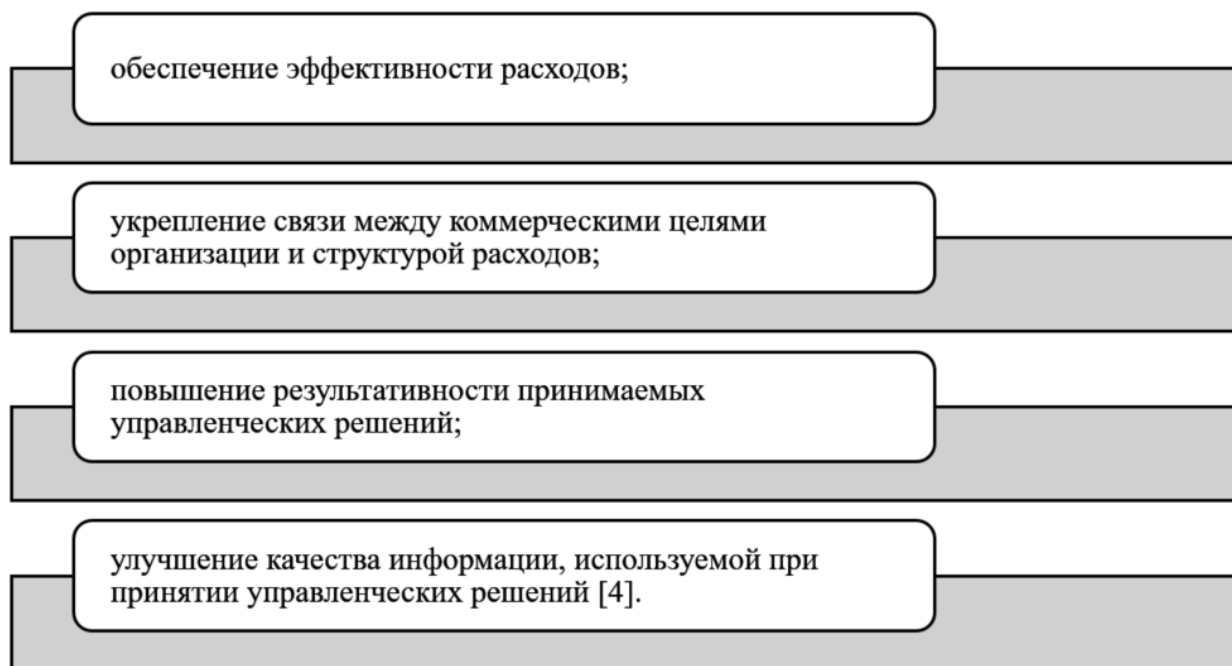 обеспечение эффективности расходов;
укрепление связи между коммерческими целями
организации и структурой расходов;
повышение результативности принимаемых
управленческих решений;
улучшение качества информации, используемой при
принятии управленческих решений [4].